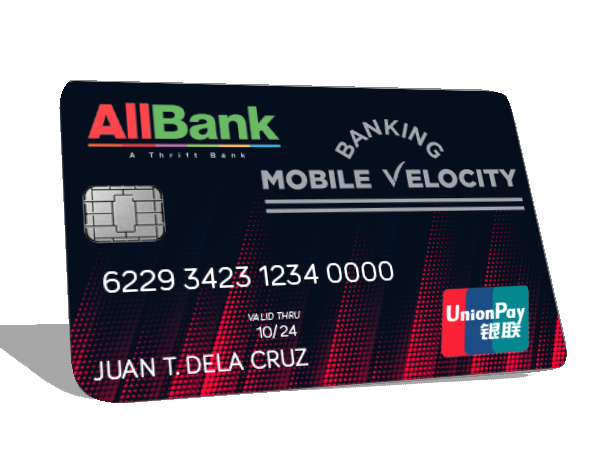 AllBank
A Thrift Bank
BANKING
MOBILE VELOCITY
6229 3423 1234 0000
VALID THRU
10/24
JUAN T. DELA CRUZ
UnionPay
银联